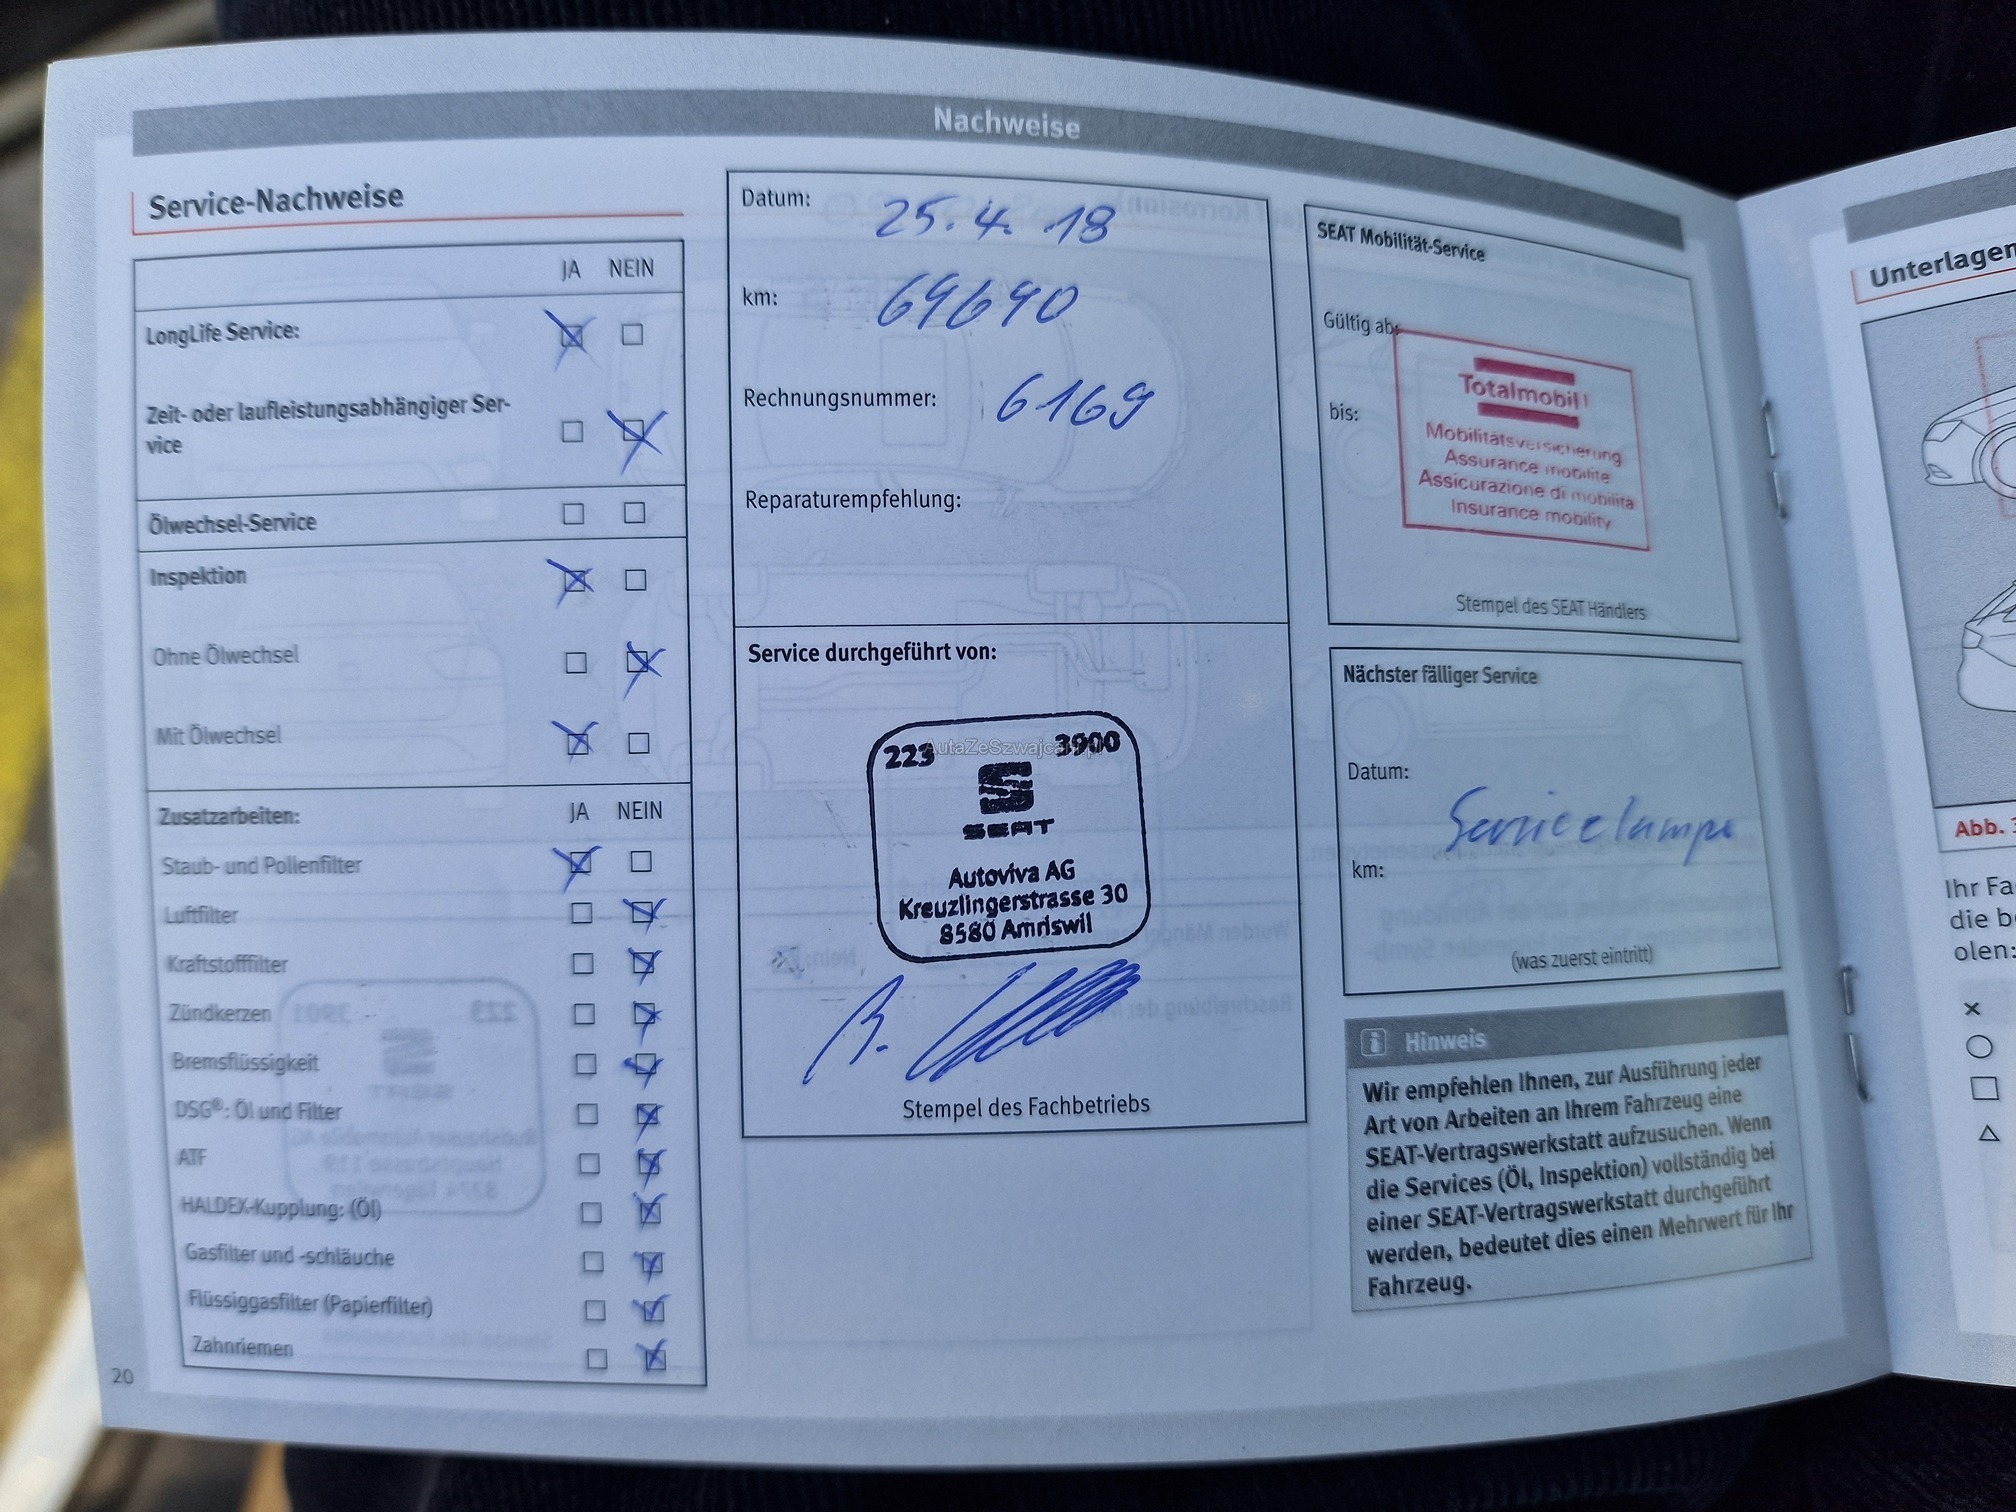 Nachweise
Service-Nachweise
JA NEIN
LongLife Service:
Zeit- oder laufleistungsabhängiger Ser-
vice
Ölwechsel-Service
Inspektion
Ohne Ölwechsel
Mit Ölwechsel
Zusatzarbeiten: JA NEIN
Staub- und Pollenfilter
Luftfilter
Kraftstofffilter
Zündkerzen
Bremsflüssigkeit
DSG®: Öl und Filter
ATF
HALDEX-Kupplung: (Öl)
Gasfilter und -schläuche
Flüssiggasfilter (Papierfilter)
Zahnriemen
20
Datum: 25.4.18
km: 69690
Rechnungsnummer: 6169
Reparaturempfehlung:
Service durchgeführt von:
223 3900
SEAT
Autoviva AG
Kreuzlingerstrasse 30
8580 Amriswil
Stempel des Fachbetriebs
SEAT Mobilität-Service
Gültig ab:
bis:
Totalmobil!
Mobilitätsversicherung
Assurance mobilité
Assicurazione di mobilità
Insurance mobility
Stempel des SEAT Händlers
Nächster fälliger Service
Datum:
Servicelampe
km:
(was zuerst eintritt)
Hinweis
Wir empfehlen Ihnen, zur Ausführung jeder
Art von Arbeiten an Ihrem Fahrzeug eine
SEAT-Vertragswerkstatt aufzusuchen. Wenn
die Services (Öl, Inspektion) vollständig bei
einer SEAT-Vertragswerkstatt durchgeführt
werden, bedeutet dies einen Mehrwert für Ihr
Fahrzeug.
Unterlagen
Abb.
Ihr Fa
die b
olen: